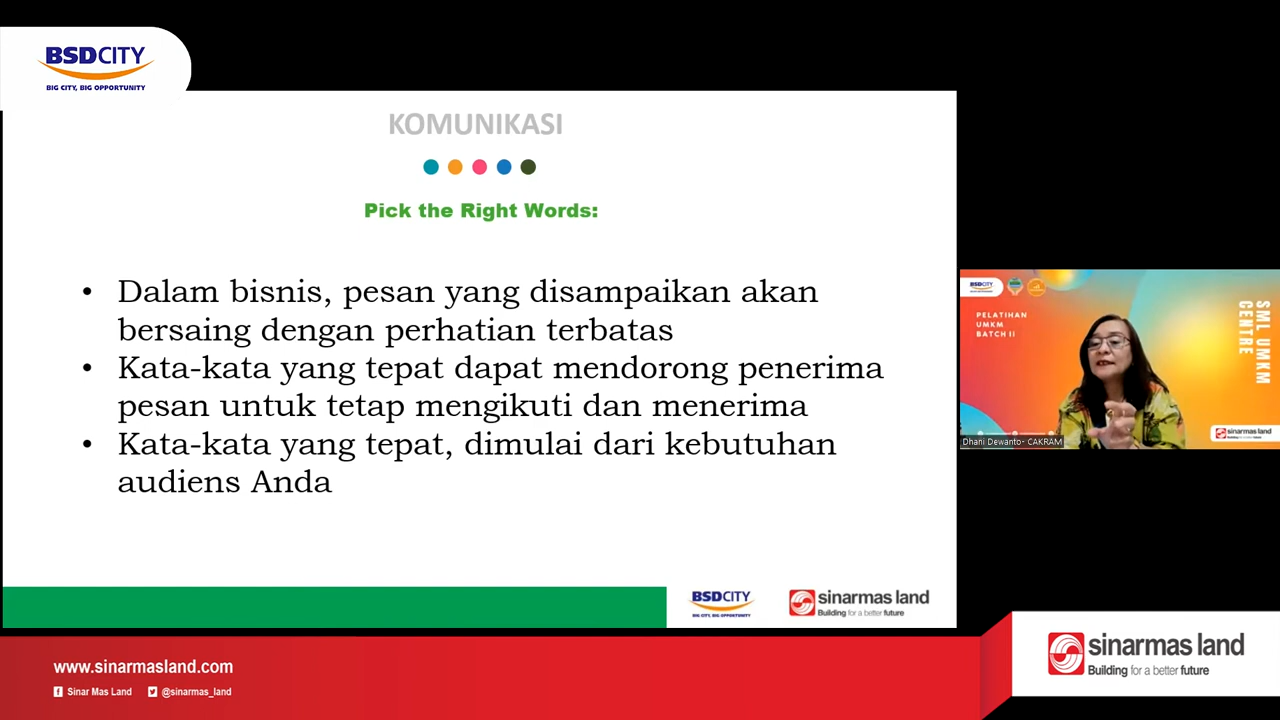 BSDCITY
BIG CITY, BIG OPPORTUNITY
KOMUNIKASI
Pick the Right Words:
• Dalam bisnis, pesan yang disampaikan akan
bersaing dengan perhatian terbatas
• Kata-kata yang tepat dapat mendorong penerima
pesan untuk tetap mengikuti dan menerima
• Kata-kata yang tepat, dimulai dari kebutuhan
audiens Anda
BSDCITY
BIG CITY, BIG OPPORTUNITY
sinarmas land
Building for a better future
BSDCITY
PELATIHAN
UMKM
BATCH II
SML UMKM
CENTRE
sinarmas land
Dhani Dewanto- CAKRAM
www.sinarmasland.com
Sinar Mas Land
@sinarmas_land
sinarmas land
Building for a better future